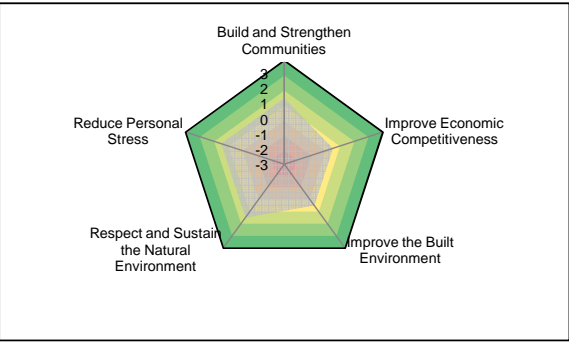 Build and Strengthen
Communities
3
2
1
0
-1
-2
-3
Reduce Personal
Stress
Improve Economic
Competitiveness
Respect and Sustain
the Natural
Environment
Improve the Built
Environment